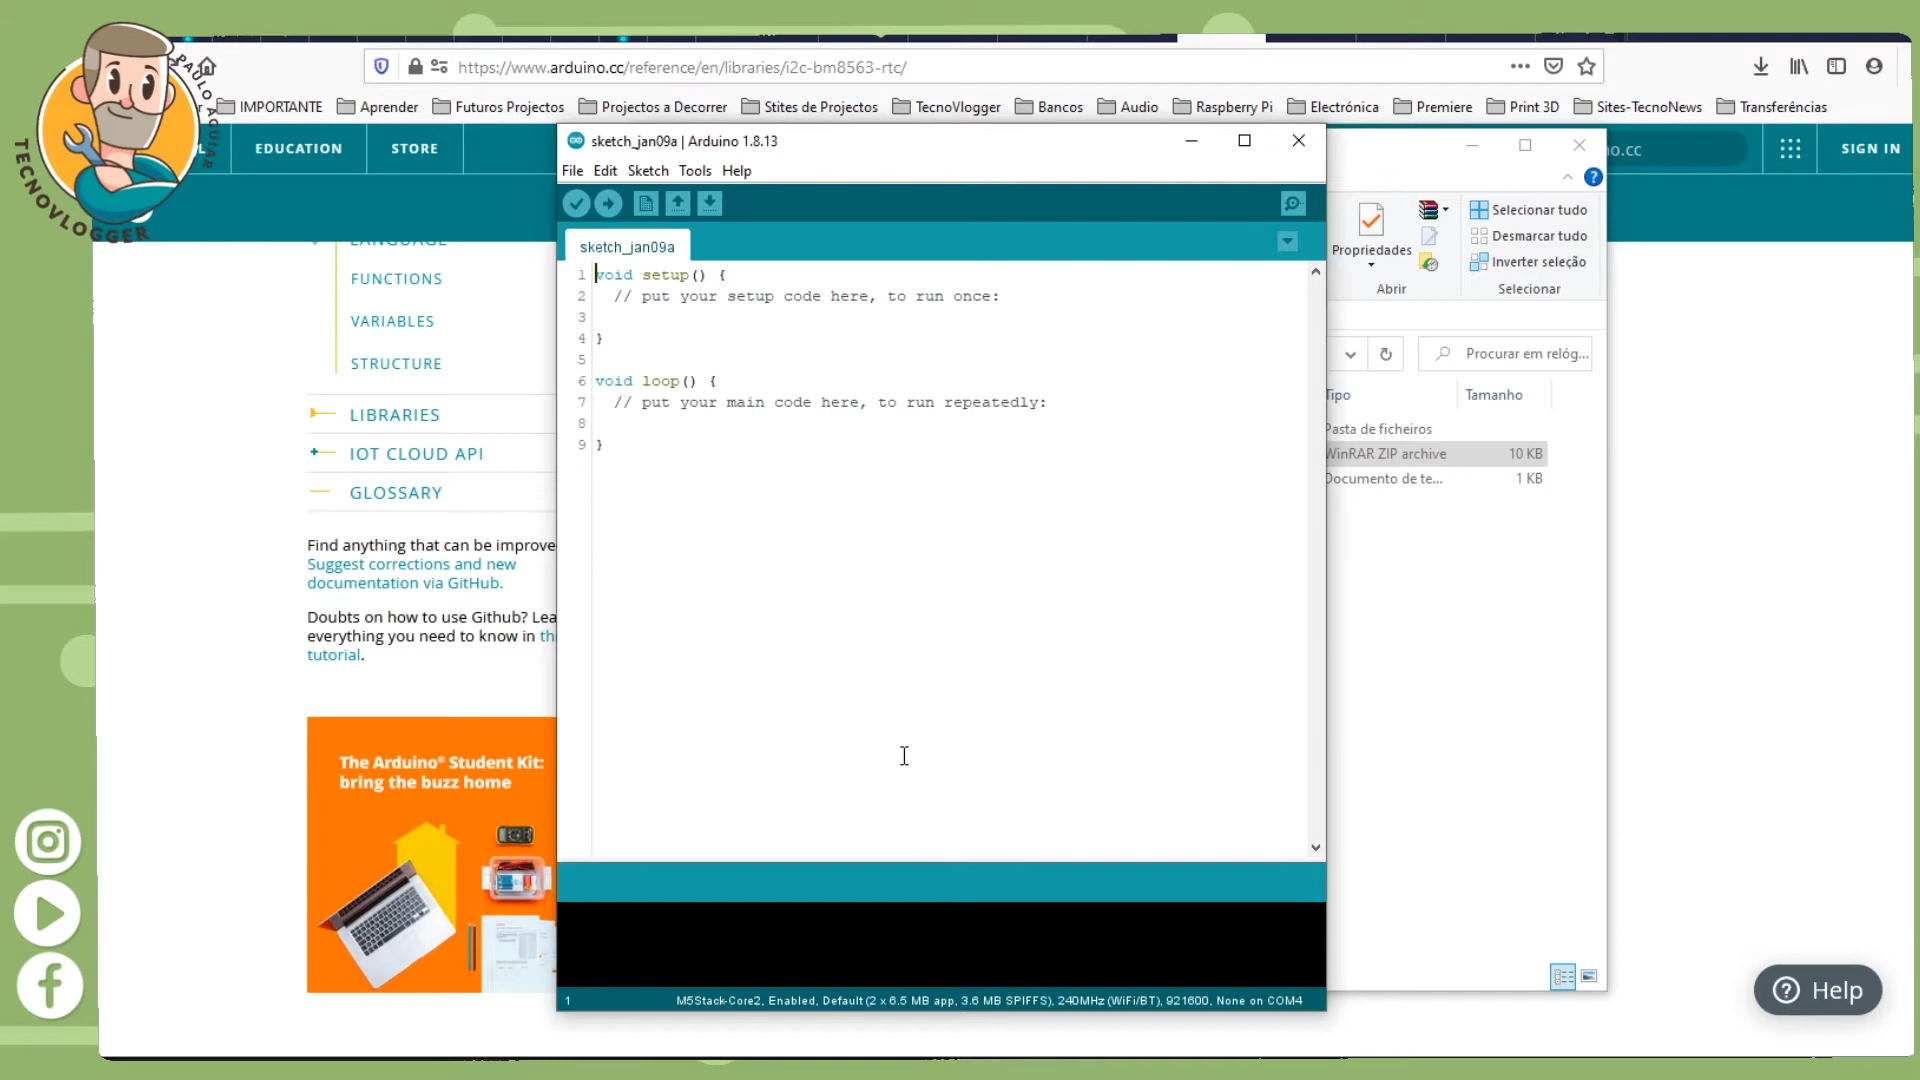 PAULO AGUIAR
TECNOVLOGGER
https://www.arduino.cc/reference/en/libraries/i2c-bm8563-rtc/
IMPORTANTE
Aprender
Futuros Projectos
Projectos a Decorrer
Stites de Projectos
TecnoVlogger
Bancos
Audio
Raspberry Pi
Electrónica
Premiere
Print 3D
Sites-TecnoNews
Transferências
EDUCATION
STORE
SIGN IN
sketch_jan09a | Arduino 1.8.13
File Edit Sketch Tools Help
sketch_jan09a
1 void setup() {
2 // put your setup code here, to run once:
3
4 }
5
6 void loop() {
7 // put your main code here, to run repeatedly:
8
9 }
1
M5Stack-Core2, Enabled, Default (2 x 6.5 MB app, 3.6 MB SPIFFS), 240MHz (WiFi/BT), 921600, None on COM4
LANGUAGE
FUNCTIONS
VARIABLES
STRUCTURE
LIBRARIES
IOT CLOUD API
GLOSSARY
Find anything that can be improve
Suggest corrections and new
documentation via GitHub.
Doubts on how to use Github? Lea
everything you need to know in thi
tutorial.
The Arduino® Student Kit:
bring the buzz home
o.cc
Propriedades
Abrir
Selecionar tudo
Desmarcar tudo
Inverter seleção
Selecionar
Procurar em relóg...
Tipo
Tamanho
Pasta de ficheiros
WinRAR ZIP archive 10 KB
Documento de te... 1 KB
Help